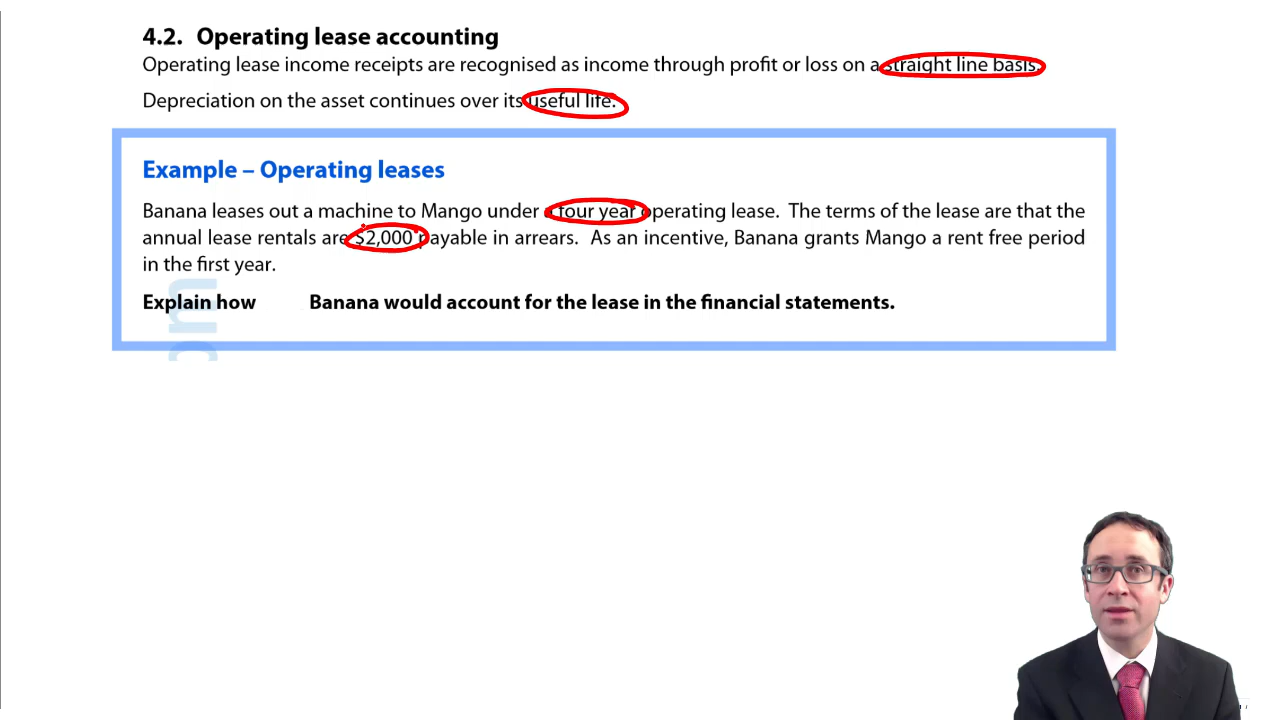 4.2. Operating lease accounting
Operating lease income receipts are recognised as income through profit or loss on a straight line basis.
Depreciation on the asset continues over its useful life.
Example – Operating leases
Banana leases out a machine to Mango under a four year operating lease. The terms of the lease are that the
annual lease rentals are $2,000 payable in arrears. As an incentive, Banana grants Mango a rent free period
in the first year.
Explain how Banana would account for the lease in the financial statements.